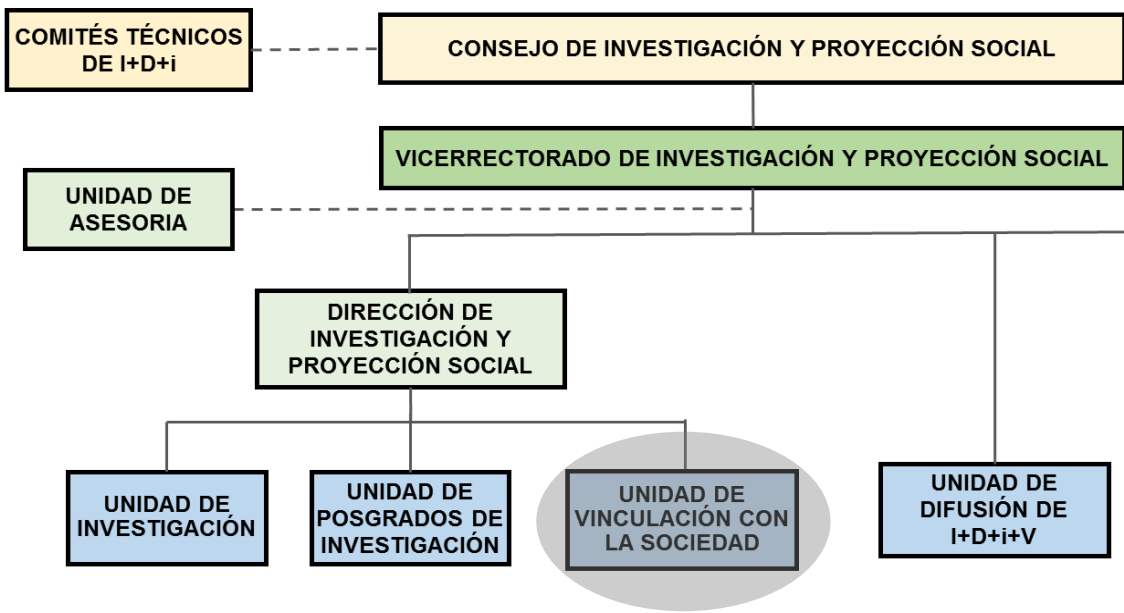 COMITÉS TÉCNICOS
DE I+D+i
CONSEJO DE INVESTIGACIÓN Y PROYECCIÓN SOCIAL
VICERRECTORADO DE INVESTIGACIÓN Y PROYECCIÓN SOCIAL
UNIDAD DE
ASESORIA
DIRECCIÓN DE
INVESTIGACIÓN Y
PROYECCIÓN SOCIAL
UNIDAD DE
INVESTIGACIÓN
UNIDAD DE
POSGRADOS DE
INVESTIGACIÓN
UNIDAD DE
VINCULACIÓN CON
LA SOCIEDAD
UNIDAD DE
DIFUSIÓN DE
I+D+i+V